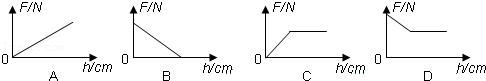 F/N F/N F/N F/N
0 h/cm 0 h/cm 0 h/cm 0 h/cm
A B C D